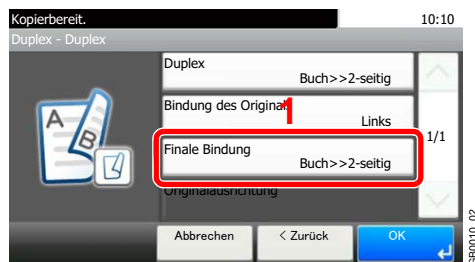 Kopierbereit.
10:10
Duplex - Duplex
Duplex
Buch>>2-seitig
Bindung des Original
1
Links
1/1
Finale Bindung
Buch>>2-seitig
Originalausrichtung
A
B
Abbrechen
< Zurück
OK